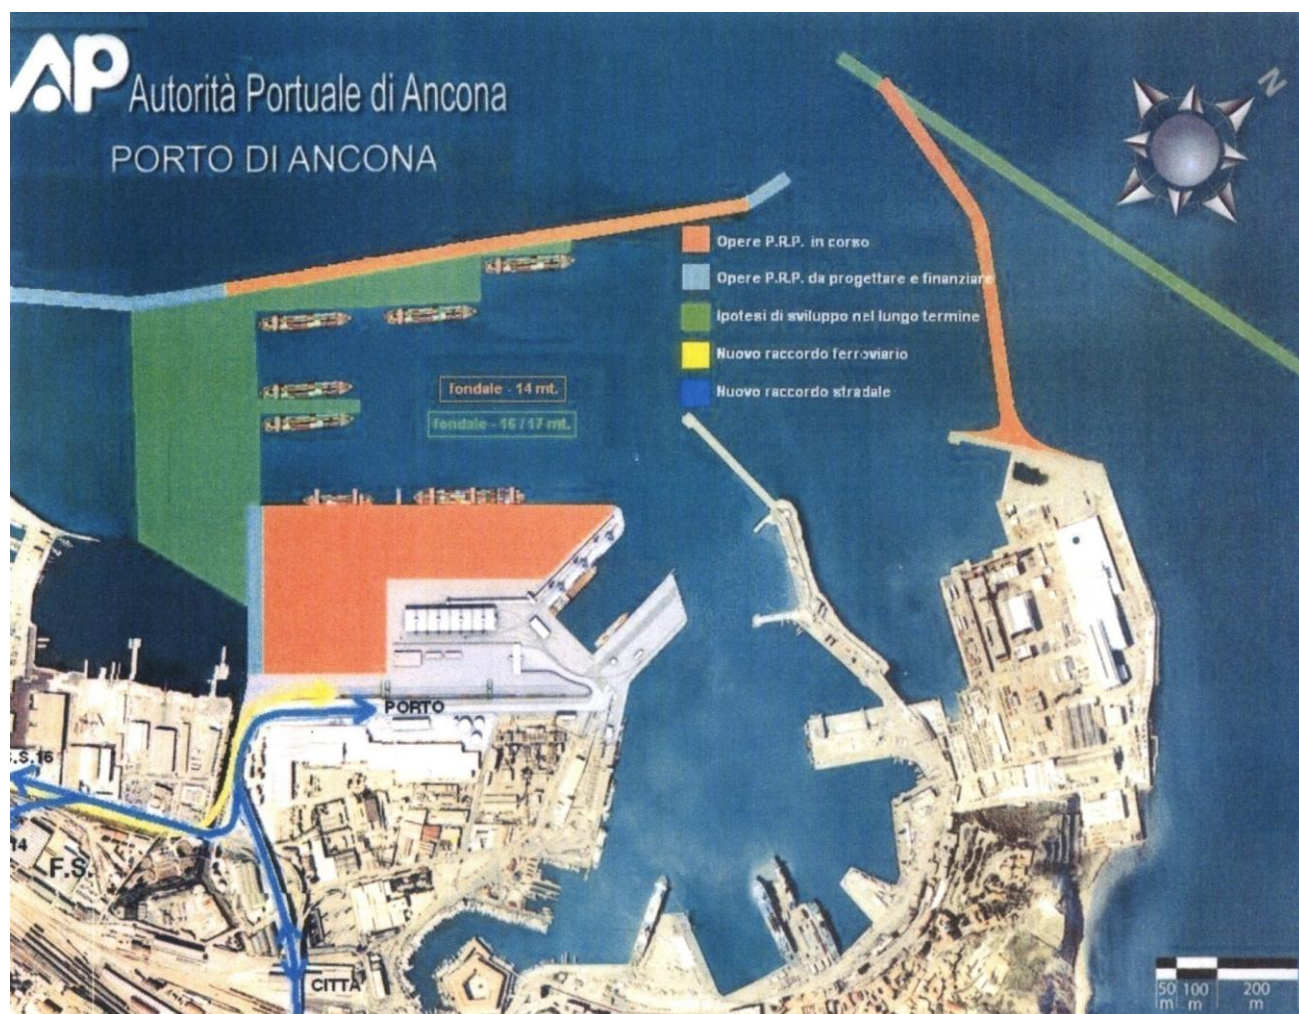 AP Autorità Portuale di Ancona
PORTO DI ANCONA
N
Opere P.R.P. in corso
Opere P.R.P. da progettare e finanziare
Ipotesi di sviluppo nel lungo termine
Nuovo raccordo ferroviario
Nuovo raccordo stradale
fondale - 14 mt.
fondale - 16 / 17 mt.
PORTO
S.S.16
14
F.S.
CITTÀ
50 m
100 m
200 m